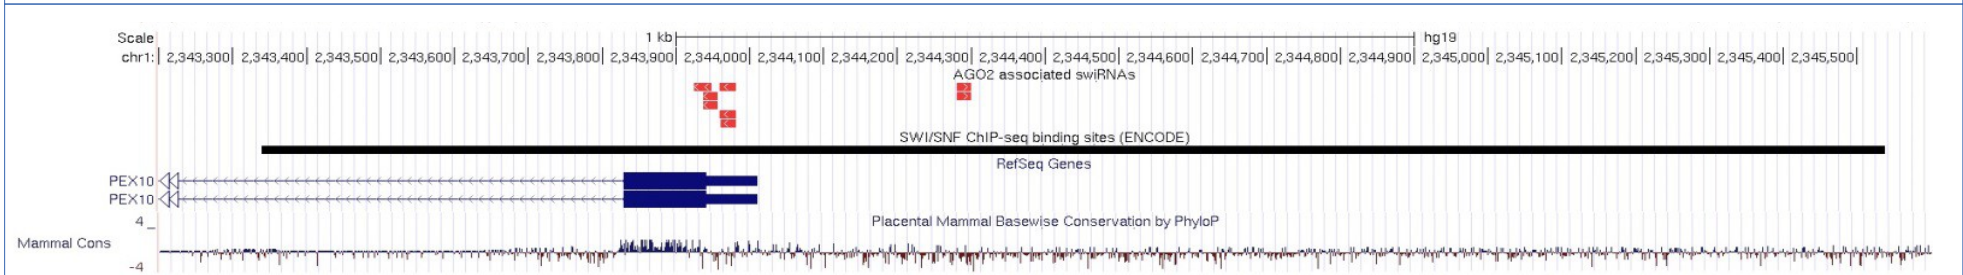 Scale 1 kb hg19
chr1: 2,343,300 2,343,400 2,343,500 2,343,600 2,343,700 2,343,800 2,343,900 2,344,000 2,344,100 2,344,200 2,344,300 2,344,400 2,344,500 2,344,600 2,344,700 2,344,800 2,344,900 2,345,000 2,345,100 2,345,200 2,345,300 2,345,400 2,345,500
AGO2 associated swiRNAs
SWI/SNF ChIP-seq binding sites (ENCODE)
RefSeq Genes
PEX10
PEX10
Placental Mammal Basewise Conservation by PhyloP
4 _
Mammal Cons
-4